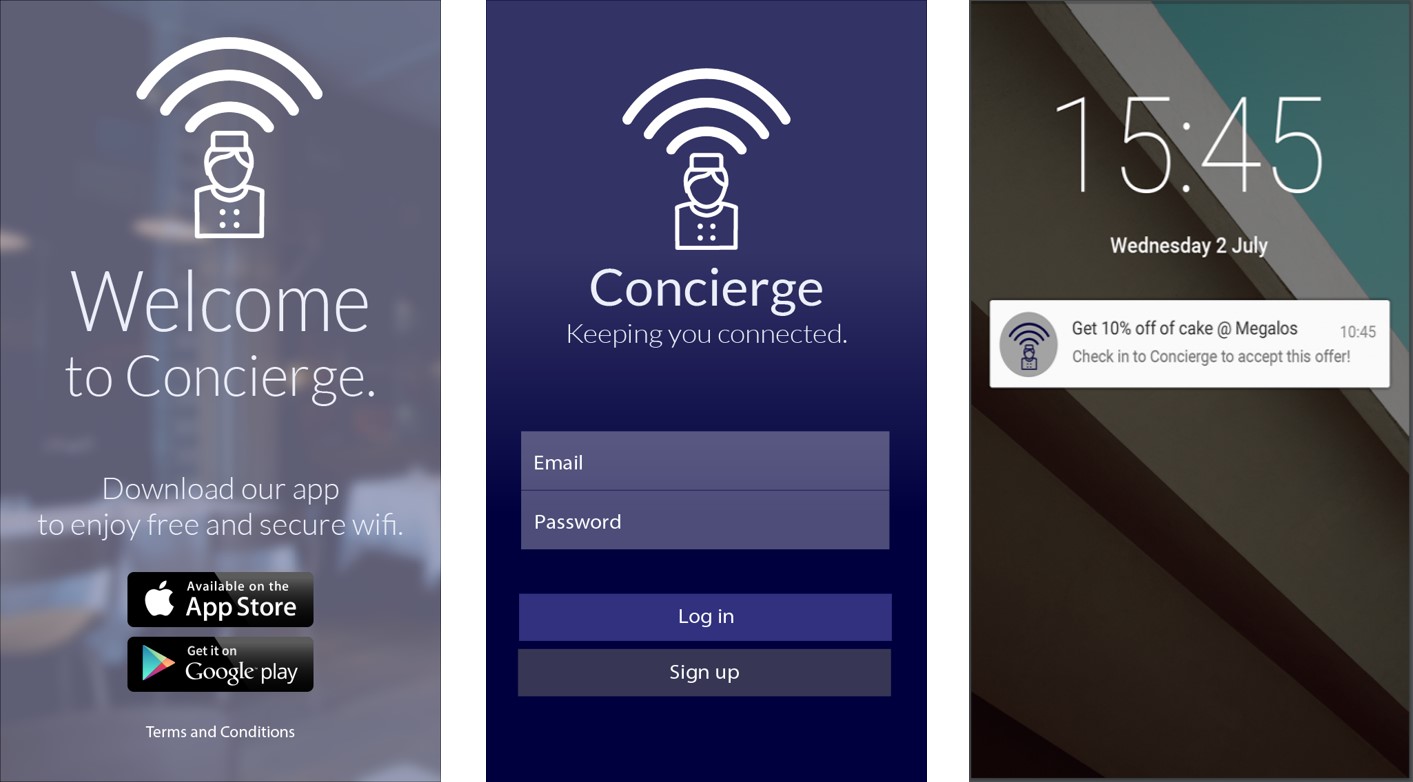 Welcome
to Concierge.
Download our app
to enjoy free and secure wifi.
Available on the
App Store
Get it on
Google play
Terms and Conditions
Concierge
Keeping you connected.
Email
Password
Log in
Sign up
15:45
Wednesday 2 July
Get 10% off of cake @ Megalos 10:45
Check in to Concierge to accept this offer!